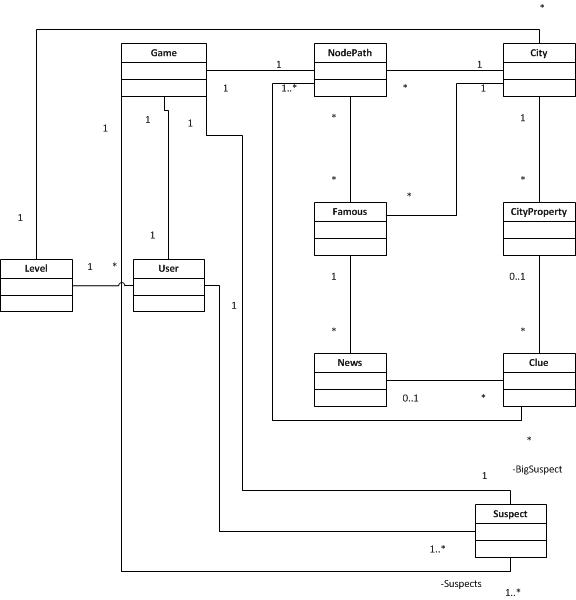 *
Game
NodePath
City
1
1
1
1..*
*
1
1
1
1
*
1
*
*
*
Famous
CityProperty
1
1
Level
1
*
User
1
0..1
1
*
*
News
Clue
0..1
*
*
-BigSuspect
1
Suspect
1..*
-Suspects
1..*